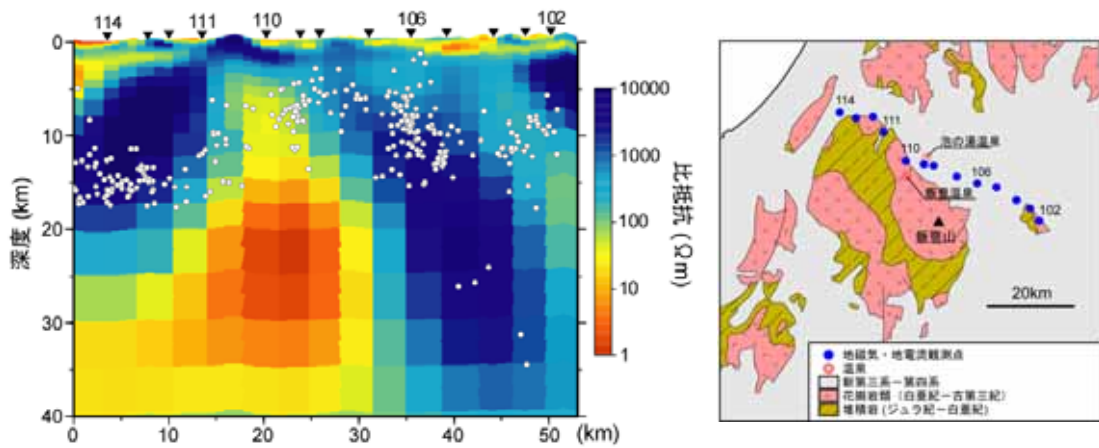 114 111 110 106 102
0
10
20
30
40
深度 (km)
0 10 20 30 40 50 (km)
10000
1000
100
10
1
比抵抗 (Ωm)
114
111
110
池の湯温泉
106
飯豊温泉
102
飯豊山
20km
地磁気・地電流観測点
温泉
新第三系−第四系
花崗岩類（白亜紀−古第三紀）
堆積岩 (ジュラ紀−白亜紀)